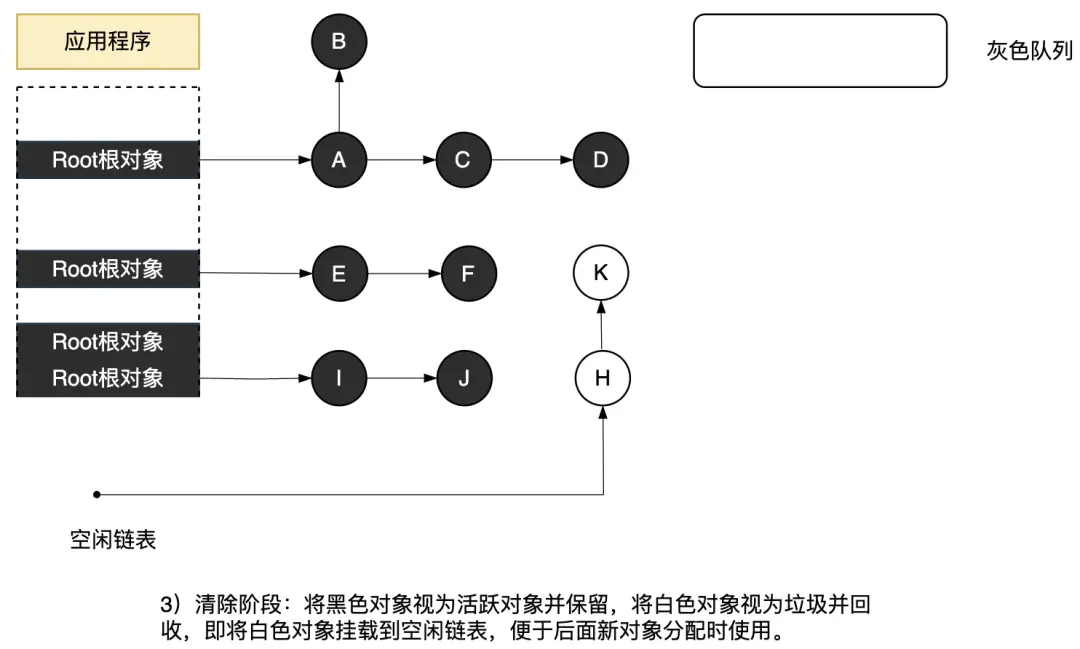 应用程序
B
灰色队列
Root根对象
A
C
D
Root根对象
E
F
K
Root根对象
Root根对象
I
J
H
空闲链表
3）清除阶段：将黑色对象视为活跃对象并保留，将白色对象视为垃圾并回
收，即将白色对象挂载到空闲链表，便于后面新对象分配时使用。